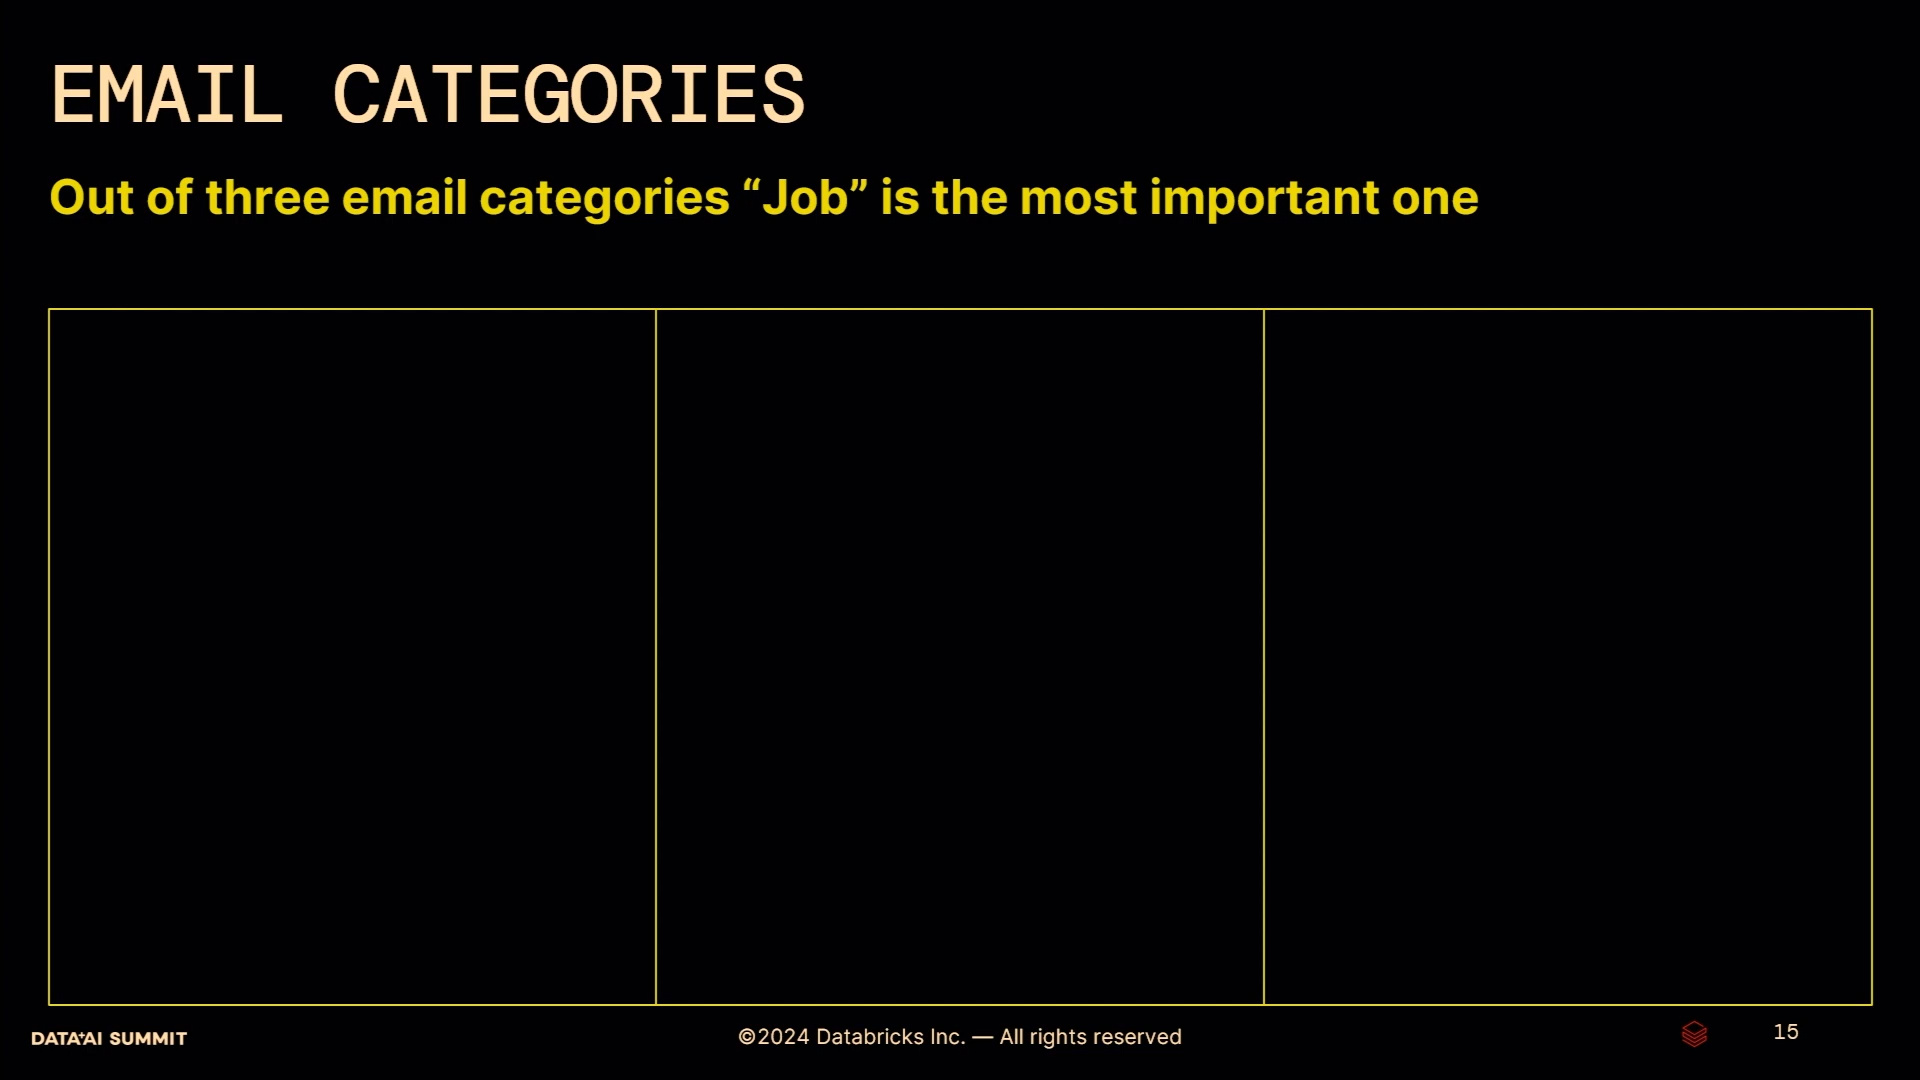 EMAIL CATEGORIES
Out of three email categories “Job” is the most important one
DATA+AI SUMMIT
©2024 Databricks Inc. — All rights reserved
15